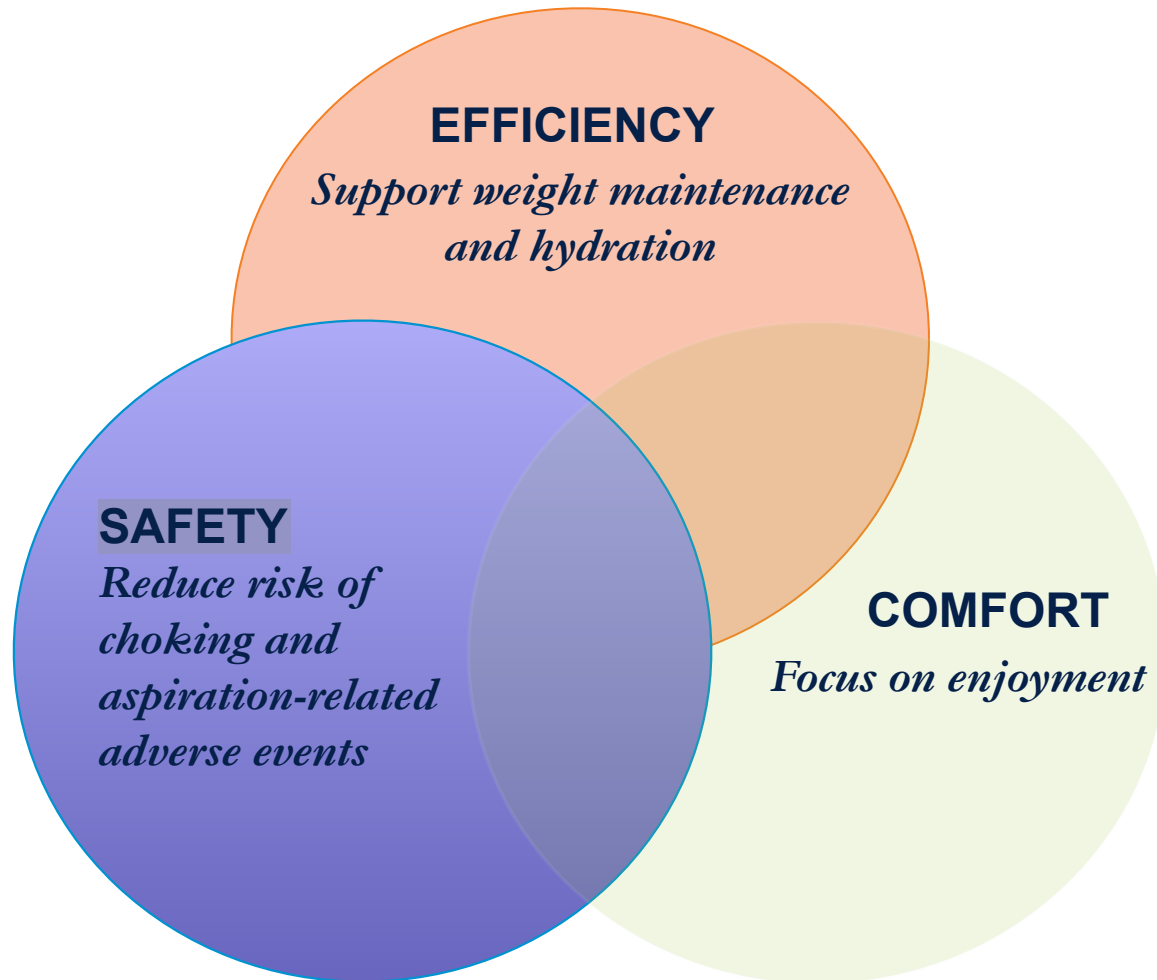 EFFICIENCY
Support weight maintenance
and hydration
SAFETY
Reduce risk of
choking and
aspiration-related
adverse events
COMFORT
Focus on enjoyment